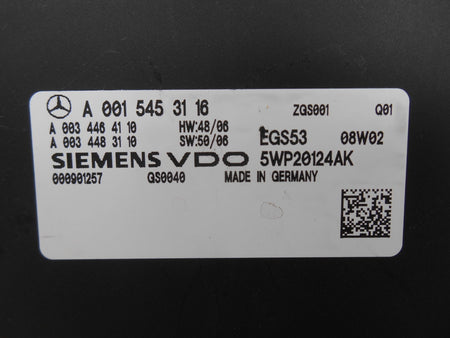 A 001 545 31 16 ZGS001 Q01
A 003 446 41 10 HW:48/06 EGS53 08W02
A 003 448 31 10 SW:50/06
SIEMENS VDO 5WP20124AK
000901257 GS0040 MADE IN GERMANY